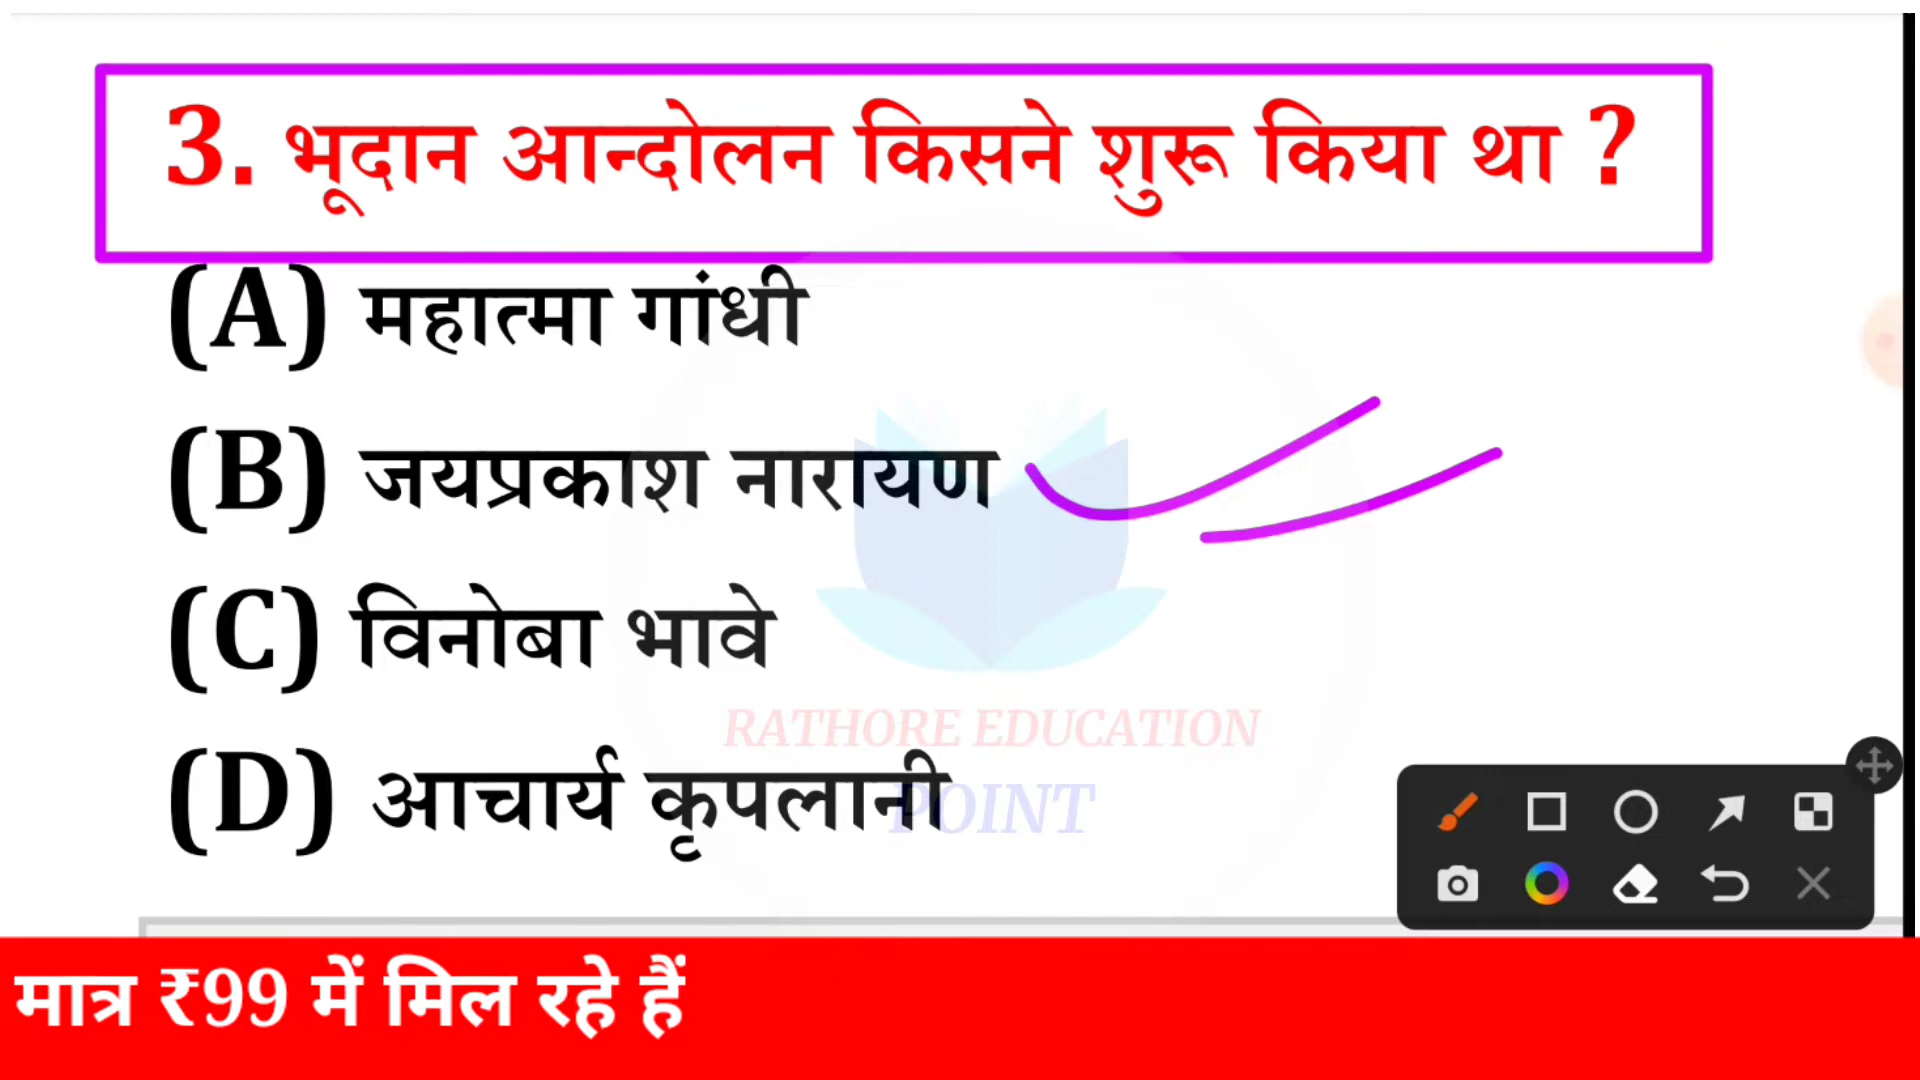 3. भूदान आन्दोलन किसने शुरू किया था ?
(A) महात्मा गांधी
(B) जयप्रकाश नारायण
(C) विनोबा भावे
RATHORE EDUCATION
(D) आचार्य कृपलानी
POINT
मात्र ₹99 में मिल रहे हैं